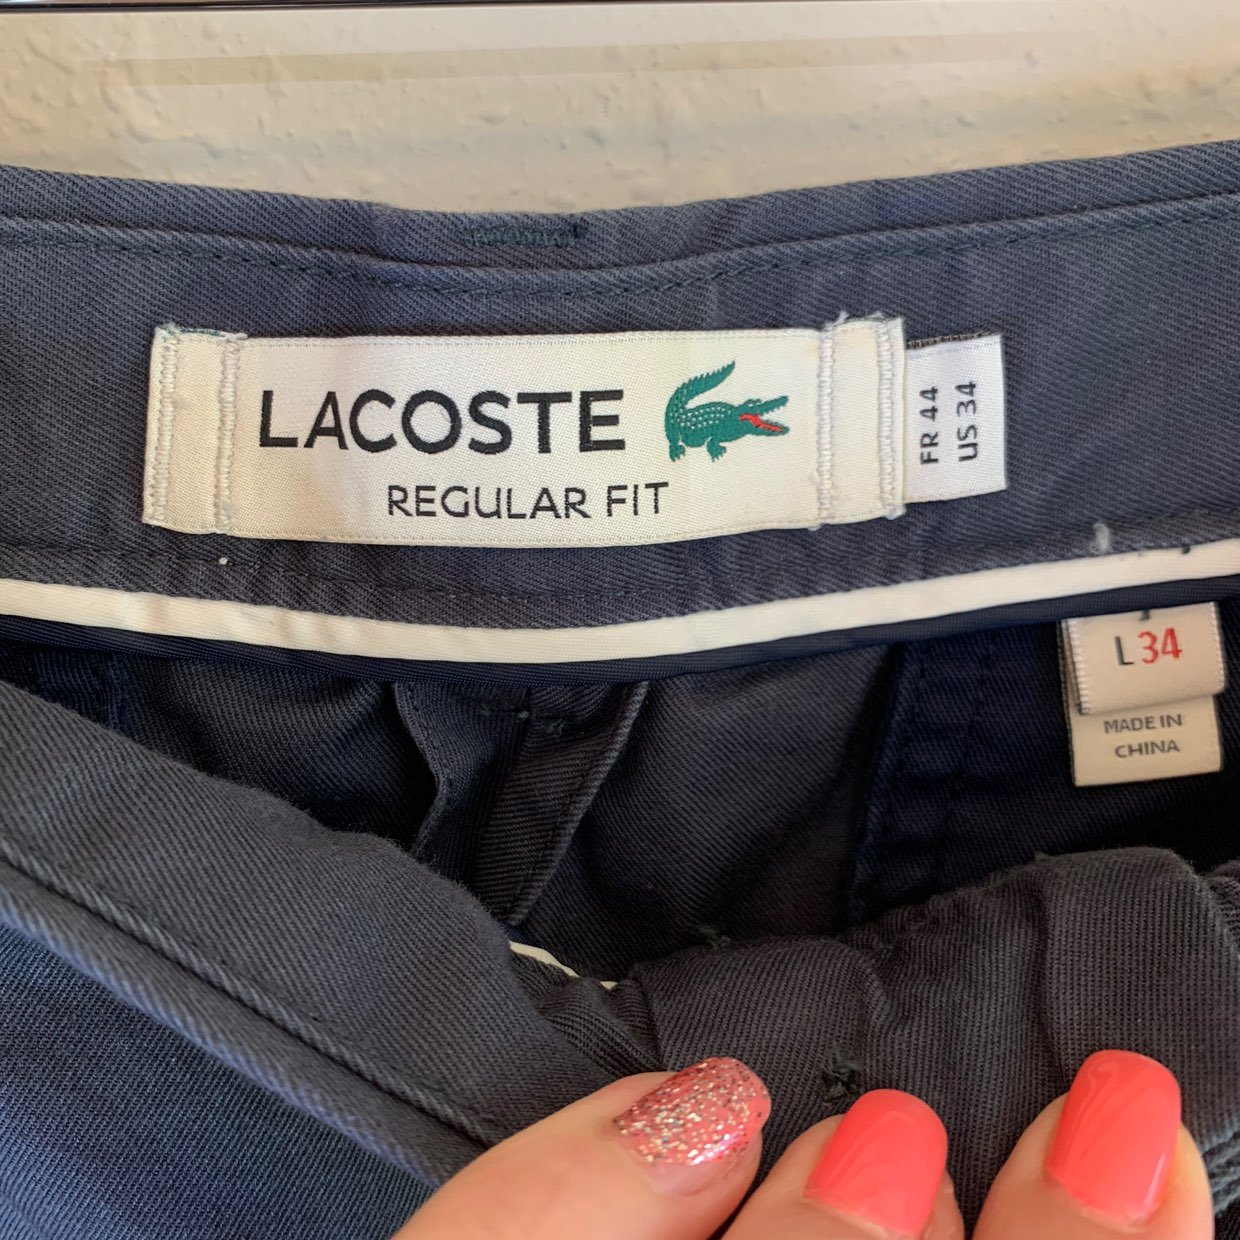 LACOSTE
REGULAR FIT
FR 44
US 34
L34
MADE IN
CHINA